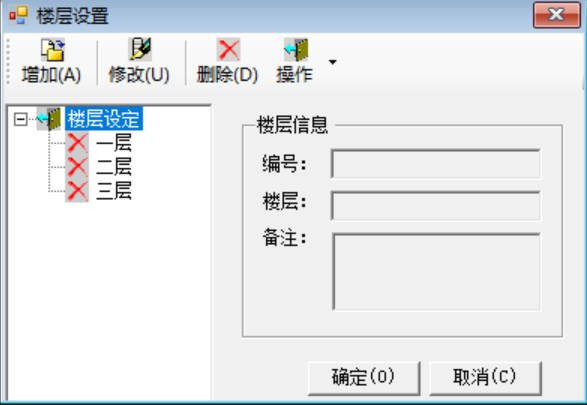 楼层设置
增加(A) 修改(U) 删除(D) 操作
楼层设定
一层
二层
三层
楼层信息
编号：
楼层：
备注：
确定(O) 取消(C)